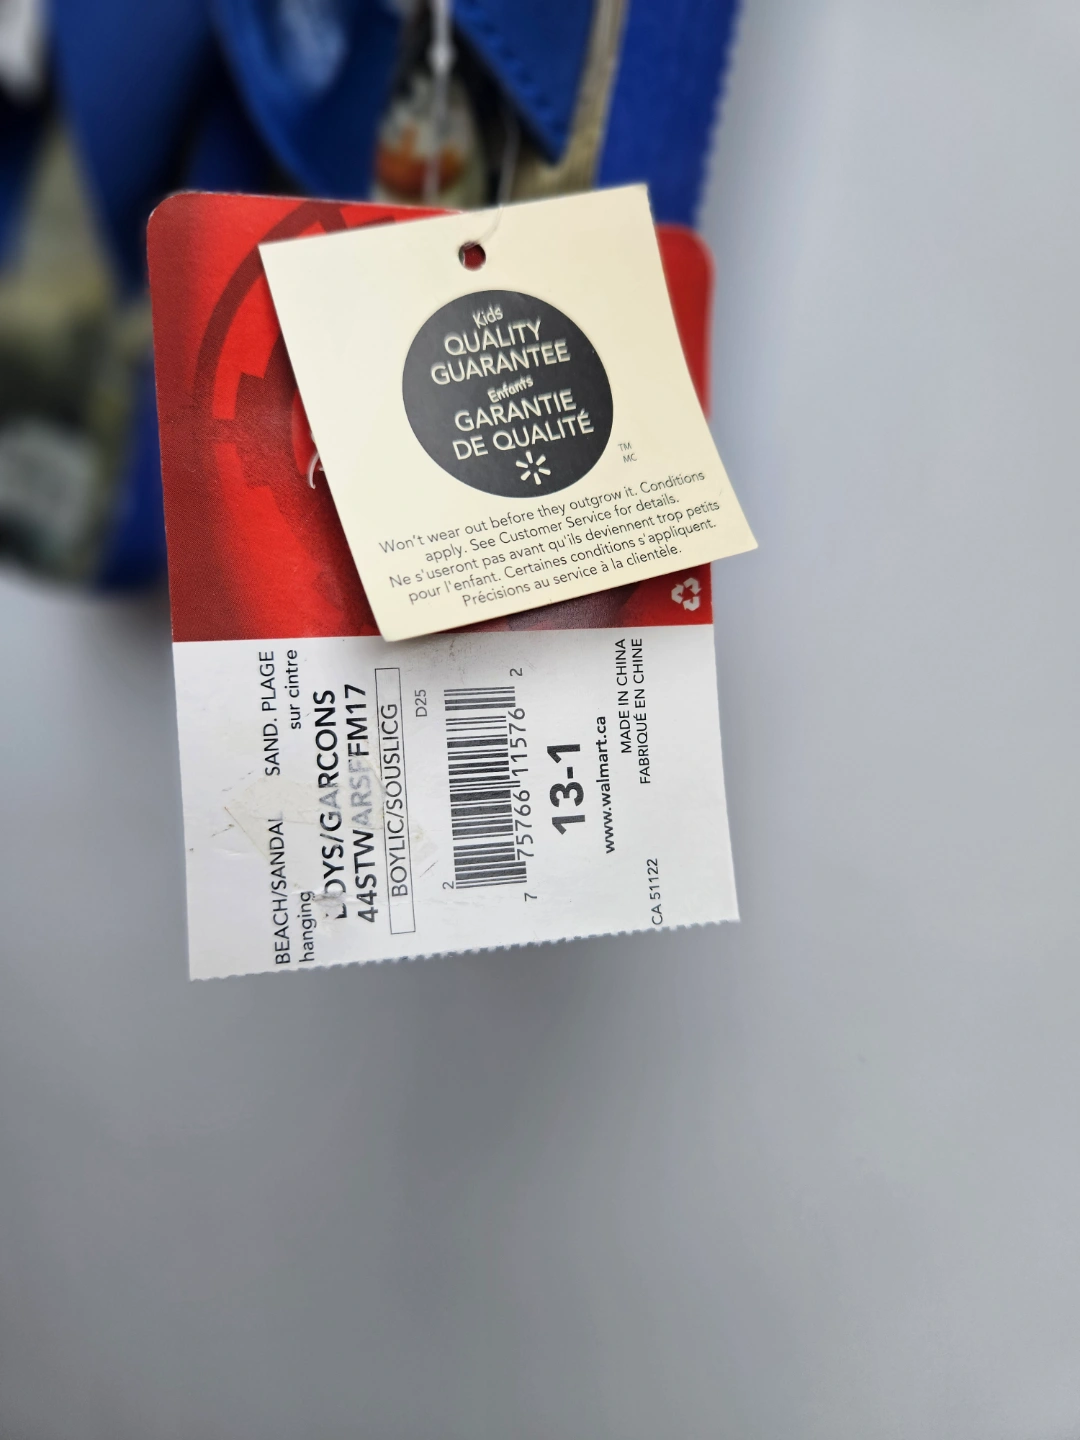 Kids
QUALITY
GUARANTEE
Enfants
GARANTIE
DE QUALITÉ
TM
MC
Won't wear out before they outgrow it. Conditions
apply. See Customer Service for details.
Ne s'useront pas avant qu'ils deviennent trop petits
pour l'enfant. Certaines conditions s'appliquent.
Précisions au service à la clientèle.
BEACH/SANDAL SAND. PLAGE
hanging sur cintre
BOYS/GARCONS
44STWARSFFM17
BOYLIC/SOUSLICG
D25
2 7 75766 11576 2
13-1
www.walmart.ca
MADE IN CHINA
FABRIQUÉ EN CHINE
CA 51122